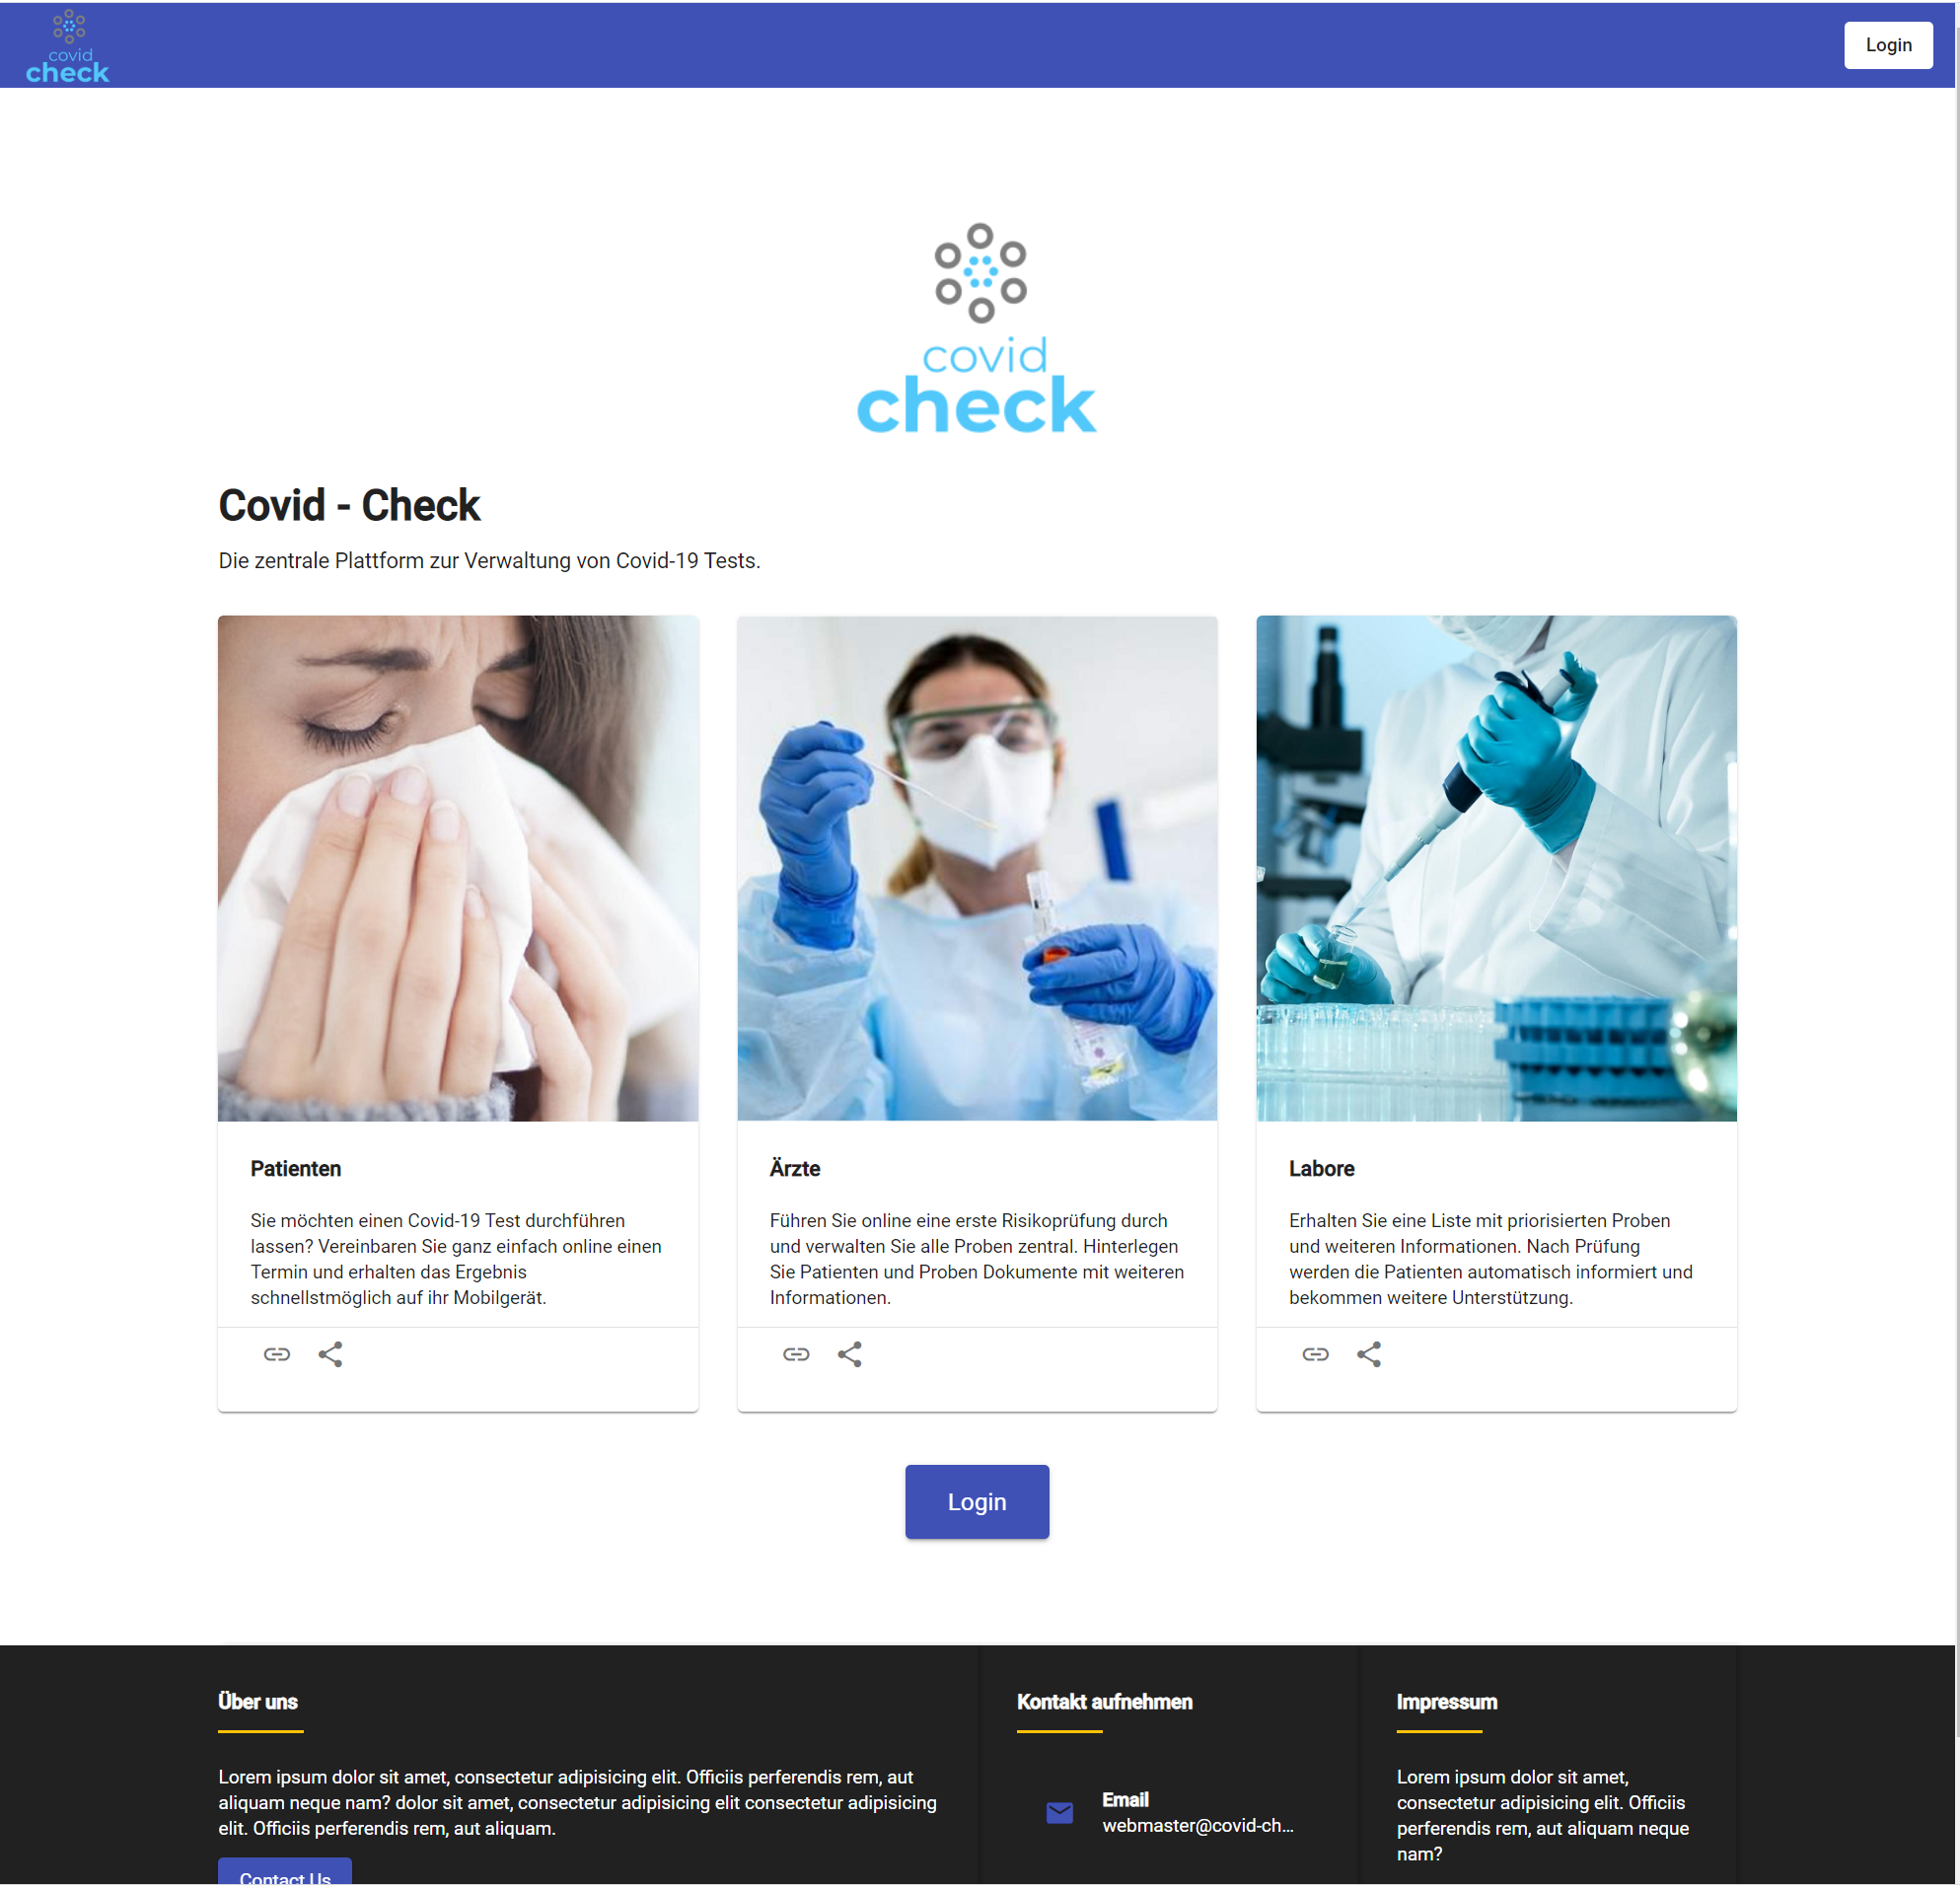 covid
check
Login
covid
check
Covid - Check
Die zentrale Plattform zur Verwaltung von Covid-19 Tests.
Patienten
Sie möchten einen Covid-19 Test durchführen
lassen? Vereinbaren Sie ganz einfach online einen
Termin und erhalten das Ergebnis
schnellstmöglich auf ihr Mobilgerät.
Ärzte
Führen Sie online eine erste Risikoprüfung durch
und verwalten Sie alle Proben zentral. Hinterlegen
Sie Patienten und Proben Dokumente mit weiteren
Informationen.
Labore
Erhalten Sie eine Liste mit priorisierten Proben
und weiteren Informationen. Nach Prüfung
werden die Patienten automatisch informiert und
bekommen weitere Unterstützung.
Login
Über uns
Lorem ipsum dolor sit amet, consectetur adipisicing elit. Officiis perferendis rem, aut
aliquam neque nam? dolor sit amet, consectetur adipisicing elit consectetur adipisicing
elit. Officiis perferendis rem, aut aliquam.
Contact Us
Kontakt aufnehmen
Email
webmaster@covid-ch...
Impressum
Lorem ipsum dolor sit amet,
consectetur adipisicing elit. Officiis
perferendis rem, aut aliquam neque
nam?